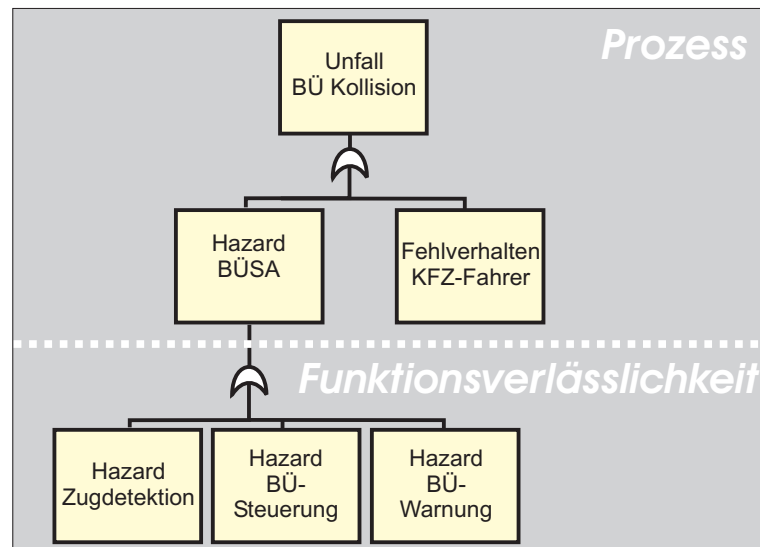 Prozess
Unfall
BÜ Kollision
Hazard
BÜSA
Fehlverhalten
KFZ-Fahrer
Funktionsverlässlichkeit
Hazard
Zugdetektion
Hazard
BÜ-
Steuerung
Hazard
BÜ-
Warnung